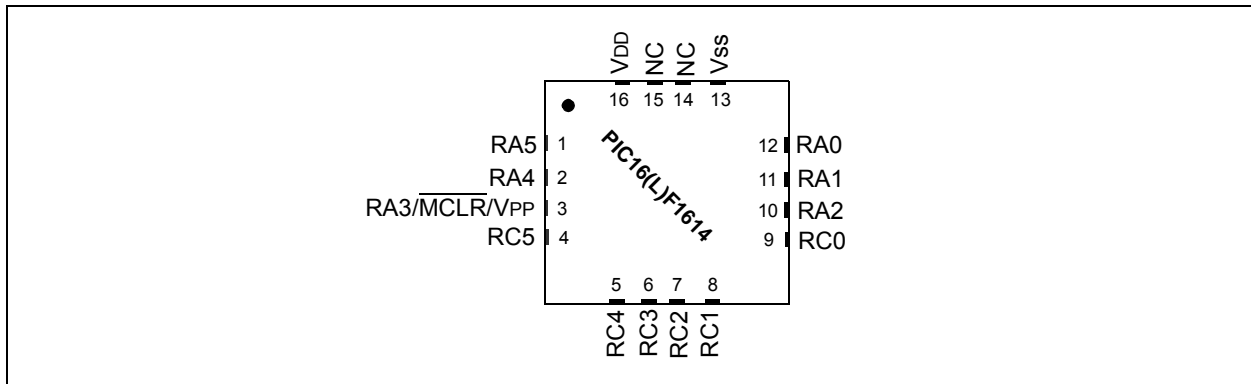 VDD NC NC Vss
16 15 14 13
RA5 1 12 RA0
RA4 2 11 RA1
RA3/MCLR/VPP 3 10 RA2
RC5 4 9 RC0
PIC16(L)F1614
5 6 7 8
RC4 RC3 RC2 RC1